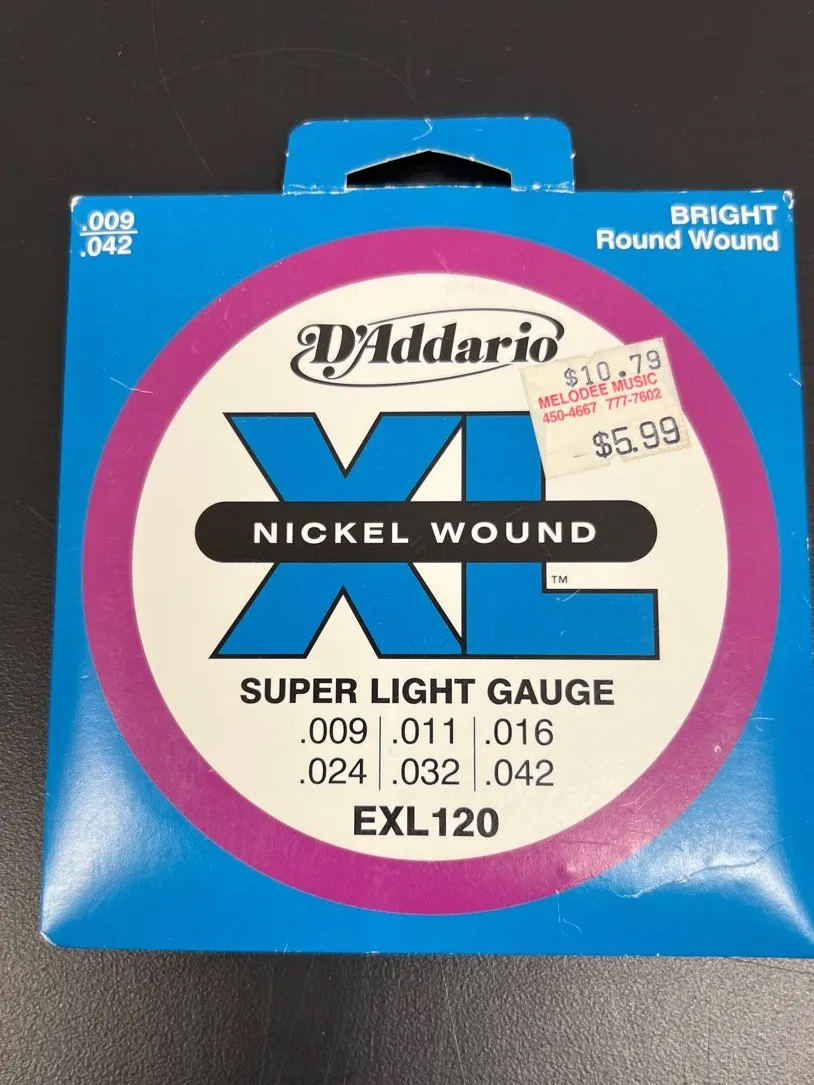 .009
.042
BRIGHT
Round Wound
D'Addario
$10.79
MELODEE MUSIC
450-4667 777-7602
$5.99
XL
NICKEL WOUND
TM
SUPER LIGHT GAUGE
.009 .011 .016
.024 .032 .042
EXL120